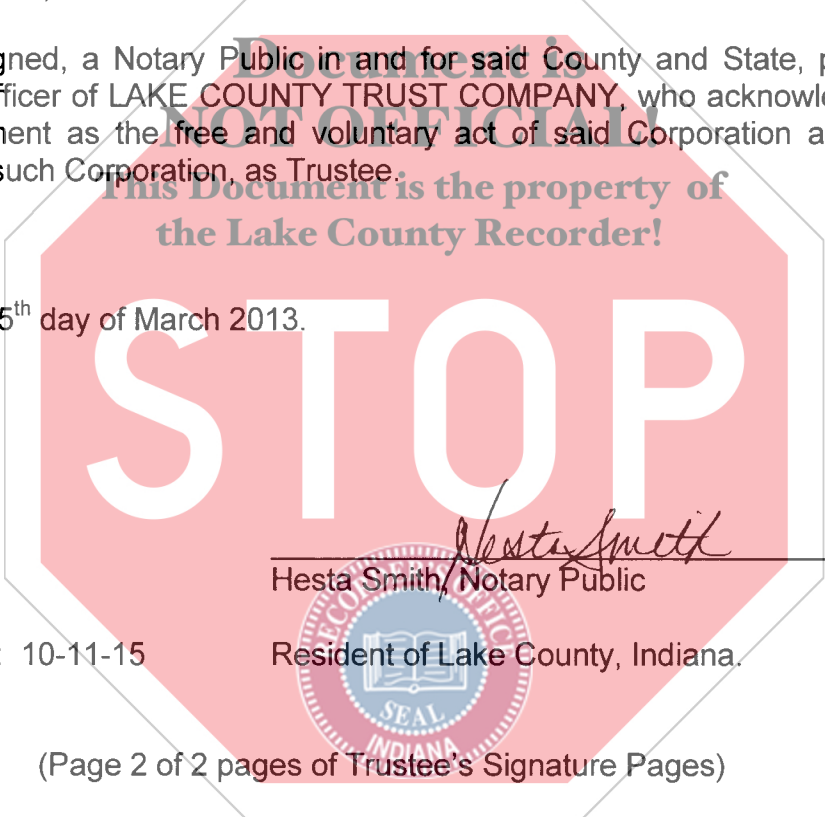 gned, a Notary Public in and for said County and State, p
fficer of LAKE COUNTY TRUST COMPANY, who acknowle
nent as the free and voluntary act of said Corporation a
such Corporation, as Trustee.
Document is
NOT OFFICIAL!
This Document is the property of
the Lake County Recorder!
5th day of March 2013.
STOP
Hesta Smith
Hesta Smith, Notary Public
: 10-11-15 Resident of Lake County, Indiana.
RECORDER'S OFFICE
SEAL
INDIANA
(Page 2 of 2 pages of Trustee's Signature Pages)